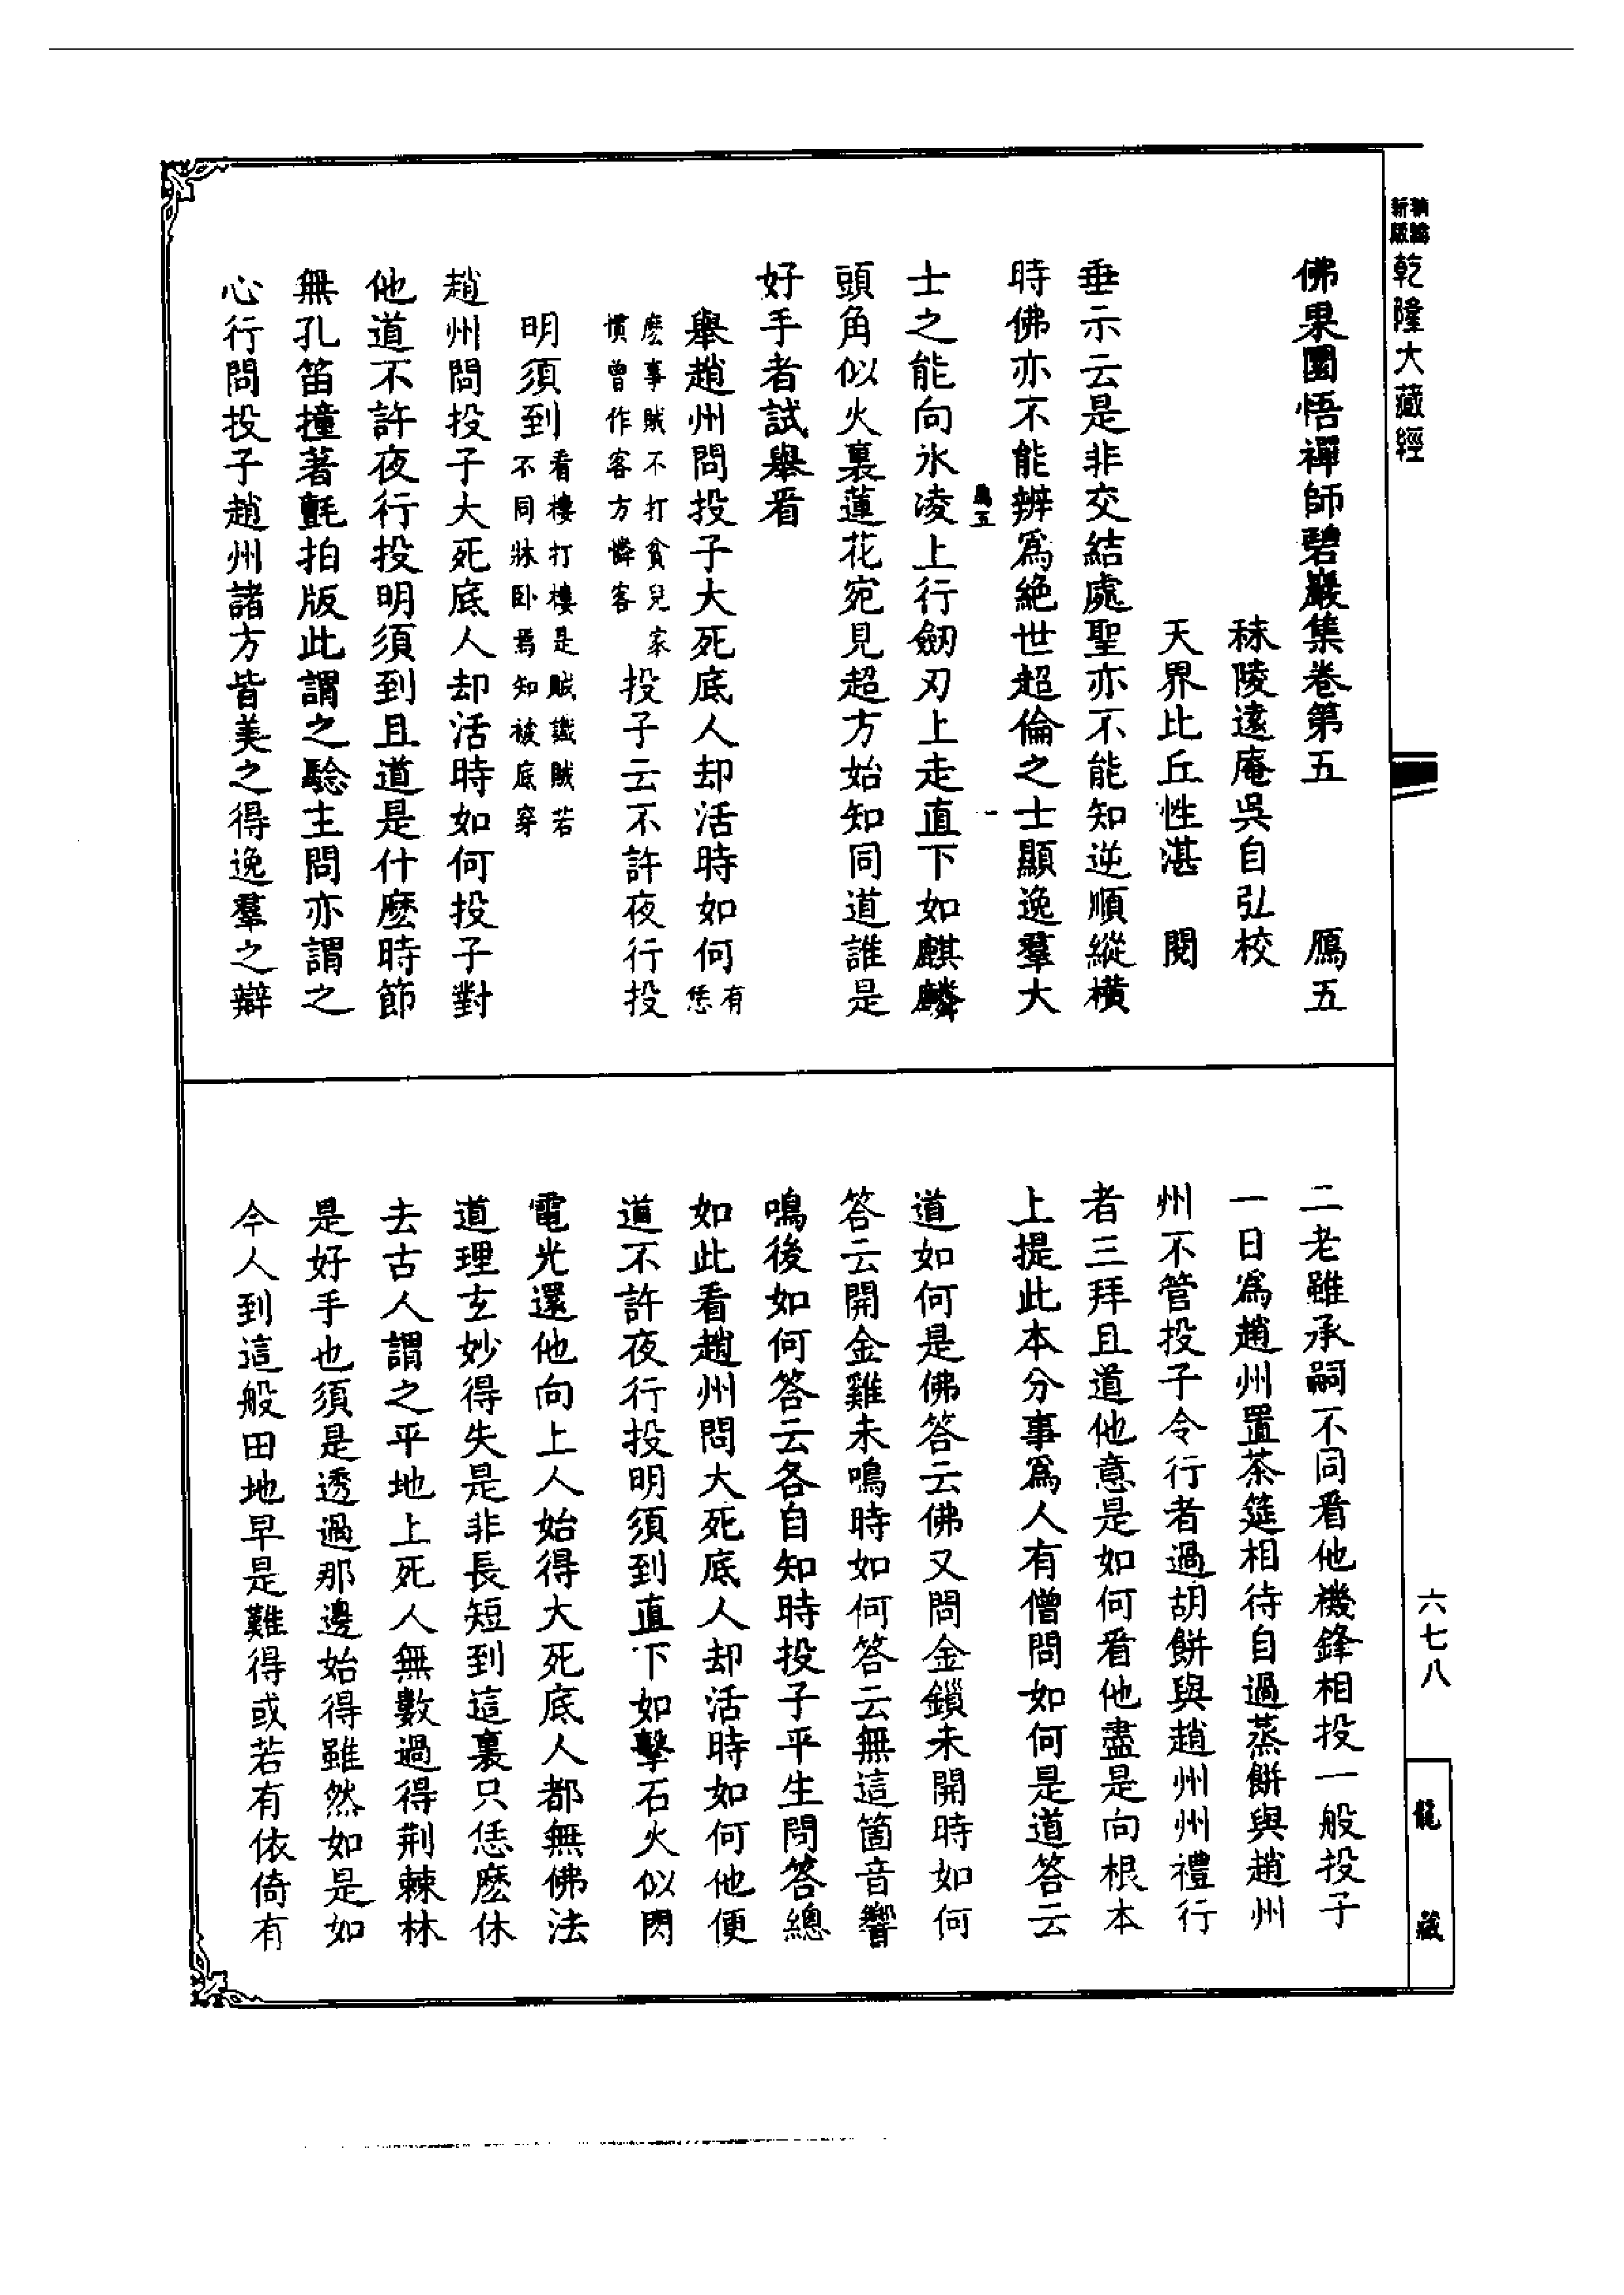 新編
縮版
乾隆大藏經
佛果圜悟禪師碧巖集卷第五　鴈五
秣陵遠庵吳自弘校
天界比丘性湛　閱
垂示云是非交結處聖亦不能知逆順縱橫
時佛亦不能辨爲絕世超倫之士顯逸羣大
鴈五
一
士之能向氷凌上行劒刃上走直下如麒麟
頭角似火裏蓮花宛見超方始知同道誰是
好手者試舉看
舉趙州問投子大死底人却活時如何有恁
麽事賊不打貧兒家
慣曾作客方憐客
投子云不許夜行投
明須到看樓打樓是賊識賊若
不同牀臥焉知被底穿
趙州問投子大死底人却活時如何投子對
他道不許夜行投明須到且道是什麽時節
無孔笛撞著氈拍版此謂之驗主問亦謂之
心行問投子趙州諸方皆美之得逸羣之辯
二老雖承嗣不同看他機鋒相投一般投子
一日爲趙州置茶筵相待自過蒸餅與趙州
州不管投子令行者過胡餅與趙州州禮行
者三拜且道他意是如何看他盡是向根本
上提此本分事爲人有僧問如何是道答云
道如何是佛答云佛又問金鎖未開時如何
答云開金雞未鳴時如何答云無這箇音響
鳴後如何答云各自知時投子平生問答總
如此看趙州問大死底人却活時如何他便
道不許夜行投明須到直下如擊石火似閃
電光還他向上人始得大死底人都無佛法
道理玄妙得失是非長短到這裏只恁麽休
去古人謂之平地上死人無數過得荆棘林
是好手也須是透過那邊始得雖然如是如
今人到這般田地早是難得或若有依倚有
六七八
龍藏